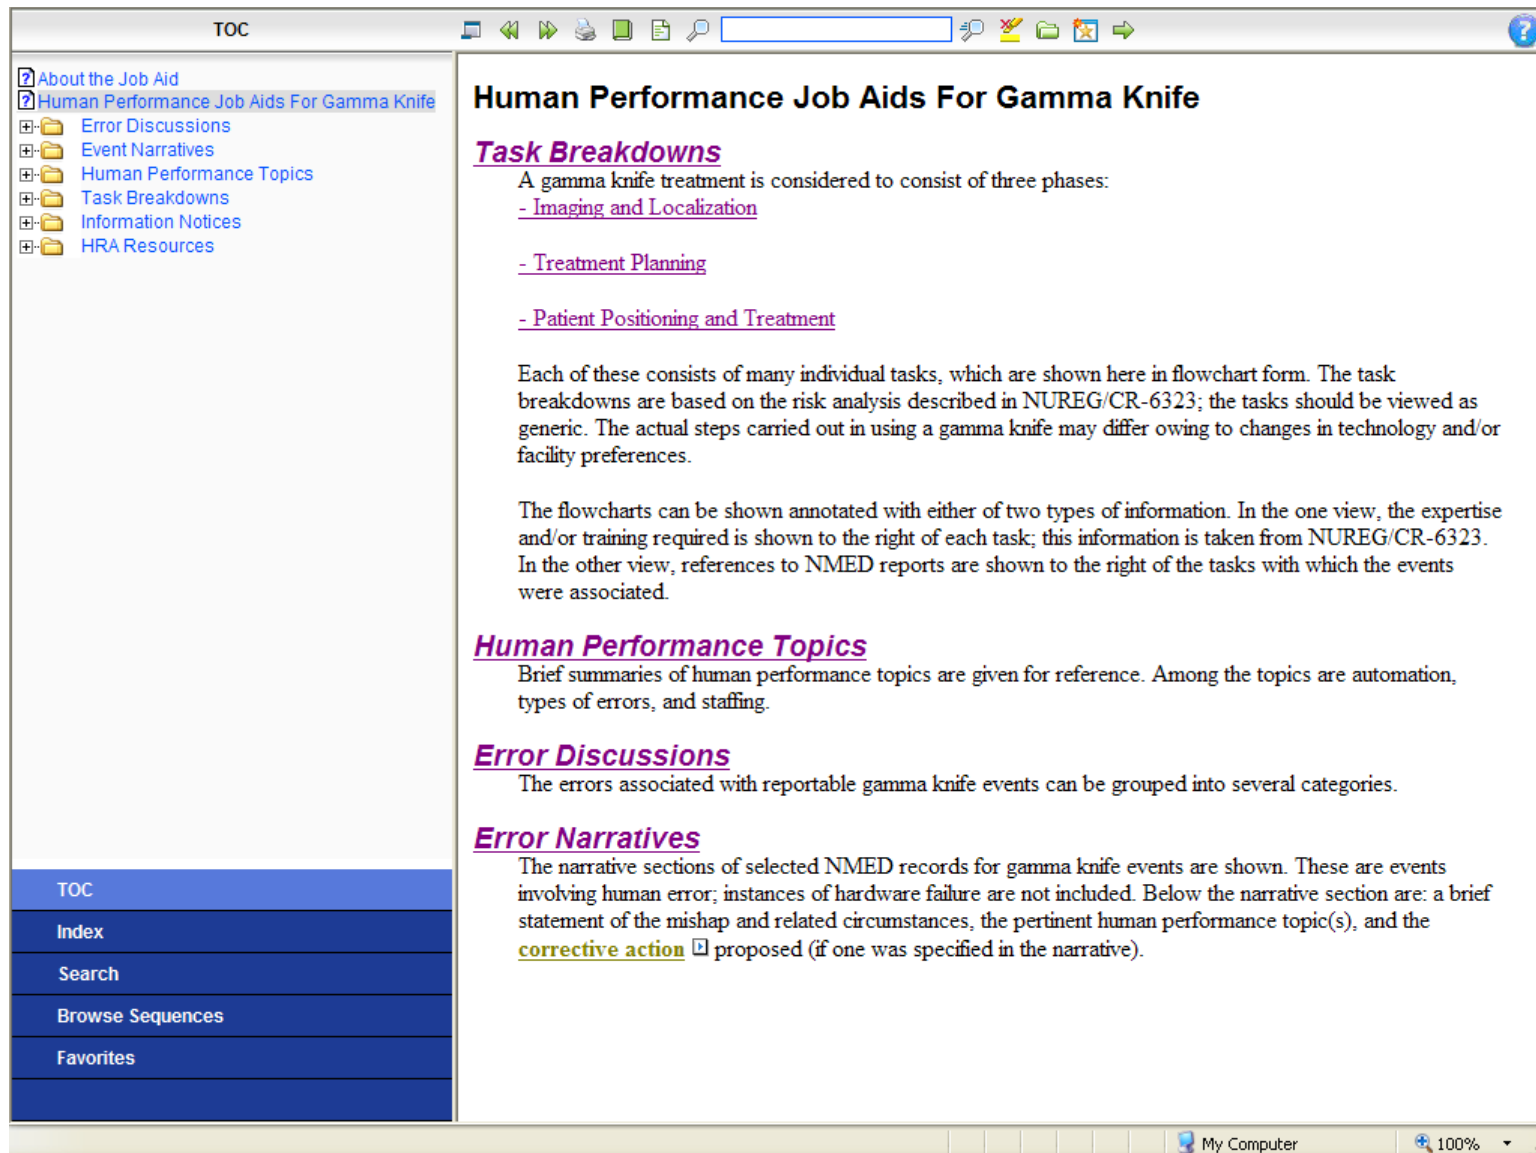 TOC
About the Job Aid
Human Performance Job Aids For Gamma Knife
Error Discussions
Event Narratives
Human Performance Topics
Task Breakdowns
Information Notices
HRA Resources
TOC
Index
Search
Browse Sequences
Favorites
Human Performance Job Aids For Gamma Knife
Task Breakdowns
A gamma knife treatment is considered to consist of three phases:
- Imaging and Localization
- Treatment Planning
- Patient Positioning and Treatment
Each of these consists of many individual tasks, which are shown here in flowchart form. The task
breakdowns are based on the risk analysis described in NUREG/CR-6323; the tasks should be viewed as
generic. The actual steps carried out in using a gamma knife may differ owing to changes in technology and/or
facility preferences.
The flowcharts can be shown annotated with either of two types of information. In the one view, the expertise
and/or training required is shown to the right of each task; this information is taken from NUREG/CR-6323.
In the other view, references to NMED reports are shown to the right of the tasks with which the events
were associated.
Human Performance Topics
Brief summaries of human performance topics are given for reference. Among the topics are automation,
types of errors, and staffing.
Error Discussions
The errors associated with reportable gamma knife events can be grouped into several categories.
Error Narratives
The narrative sections of selected NMED records for gamma knife events are shown. These are events
involving human error; instances of hardware failure are not included. Below the narrative section are: a brief
statement of the mishap and related circumstances, the pertinent human performance topic(s), and the
corrective action proposed (if one was specified in the narrative).
My Computer
100%